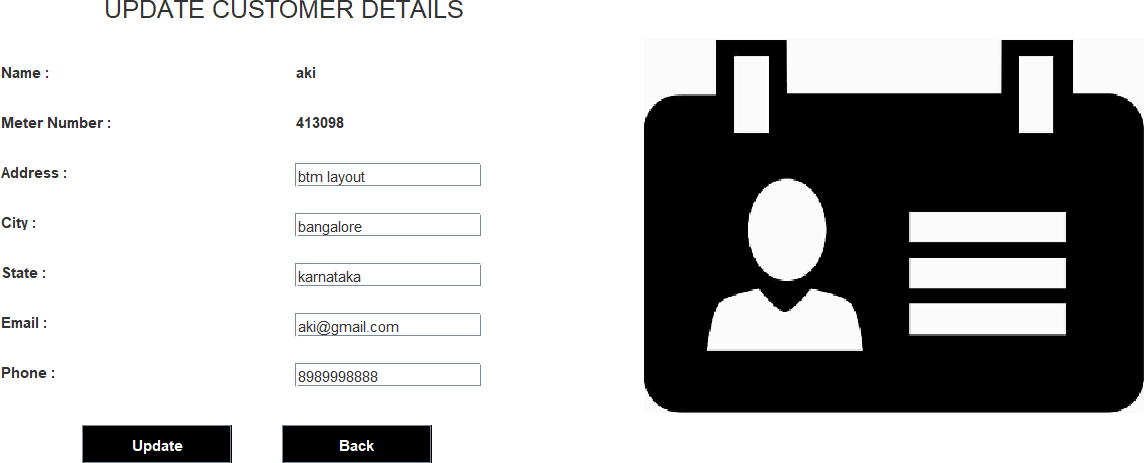 UPDATE CUSTOMER DETAILS
Name : aki
Meter Number : 413098
Address : btm layout
City : bangalore
State : karnataka
Email : aki@gmail.com
Phone : 8989998888
Update Back